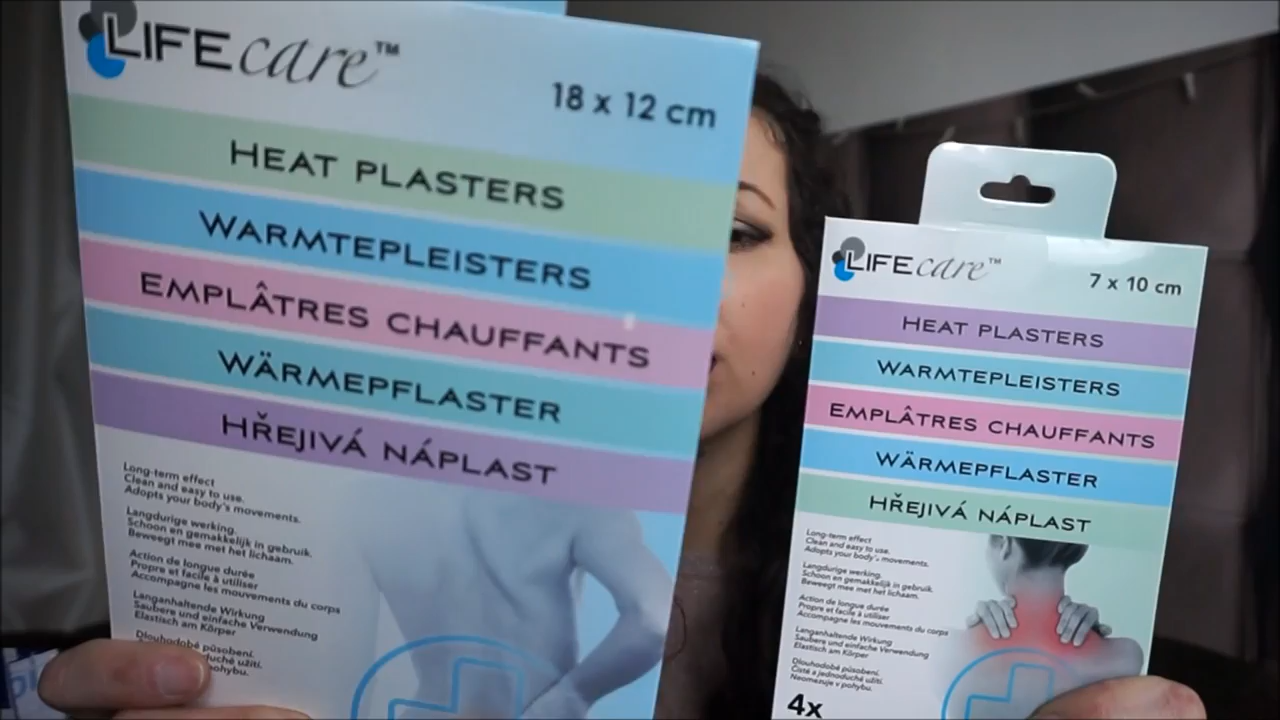 LIFEcare™
18 x 12 cm
HEAT PLASTERS
WARMTEPLEISTERS
EMPLÂTRES CHAUFFANTS
WÄRMEPFLASTER
HŘEJIVÁ NÁPLAST
Long-term effect
Clean and easy to use.
Adopts your body's movements.
Langdurige werking.
Schoon en gemakkelijk in gebruik.
Beweegt mee met het lichaam.
Action de longue durée
Propre et facile à utiliser
Accompagne les mouvements du corps
Langanhaltende Wirkung
Saubere und einfache Verwendung
Elastisch am Körper
Dlouhodobé působení.
užití.
LIFEcare™
7 x 10 cm
HEAT PLASTERS
WARMTEPLEISTERS
EMPLÂTRES CHAUFFANTS
WÄRMEPFLASTER
HŘEJIVÁ NÁPLAST
Long-term effect
Clean and easy to use.
Adopts your body's movements.
Langdurige werking.
Schoon en gemakkelijk in gebruik.
Beweegt mee met het lichaam.
Action de longue durée
Propre et facile à utiliser
Accompagne les mouvements du corps
Langanhaltende Wirkung
Saubere und einfache Verwendung
Elastisch am Körper
Dlouhodobé působení.
Čisté a jednoduché užití.
Neomezuje v pohybu.
4x